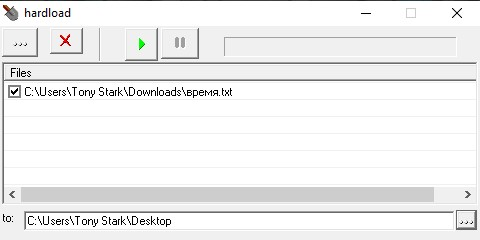 hardload
...
Files
C:\Users\Tony Stark\Downloads\время.txt
to: C:\Users\Tony Stark\Desktop ...